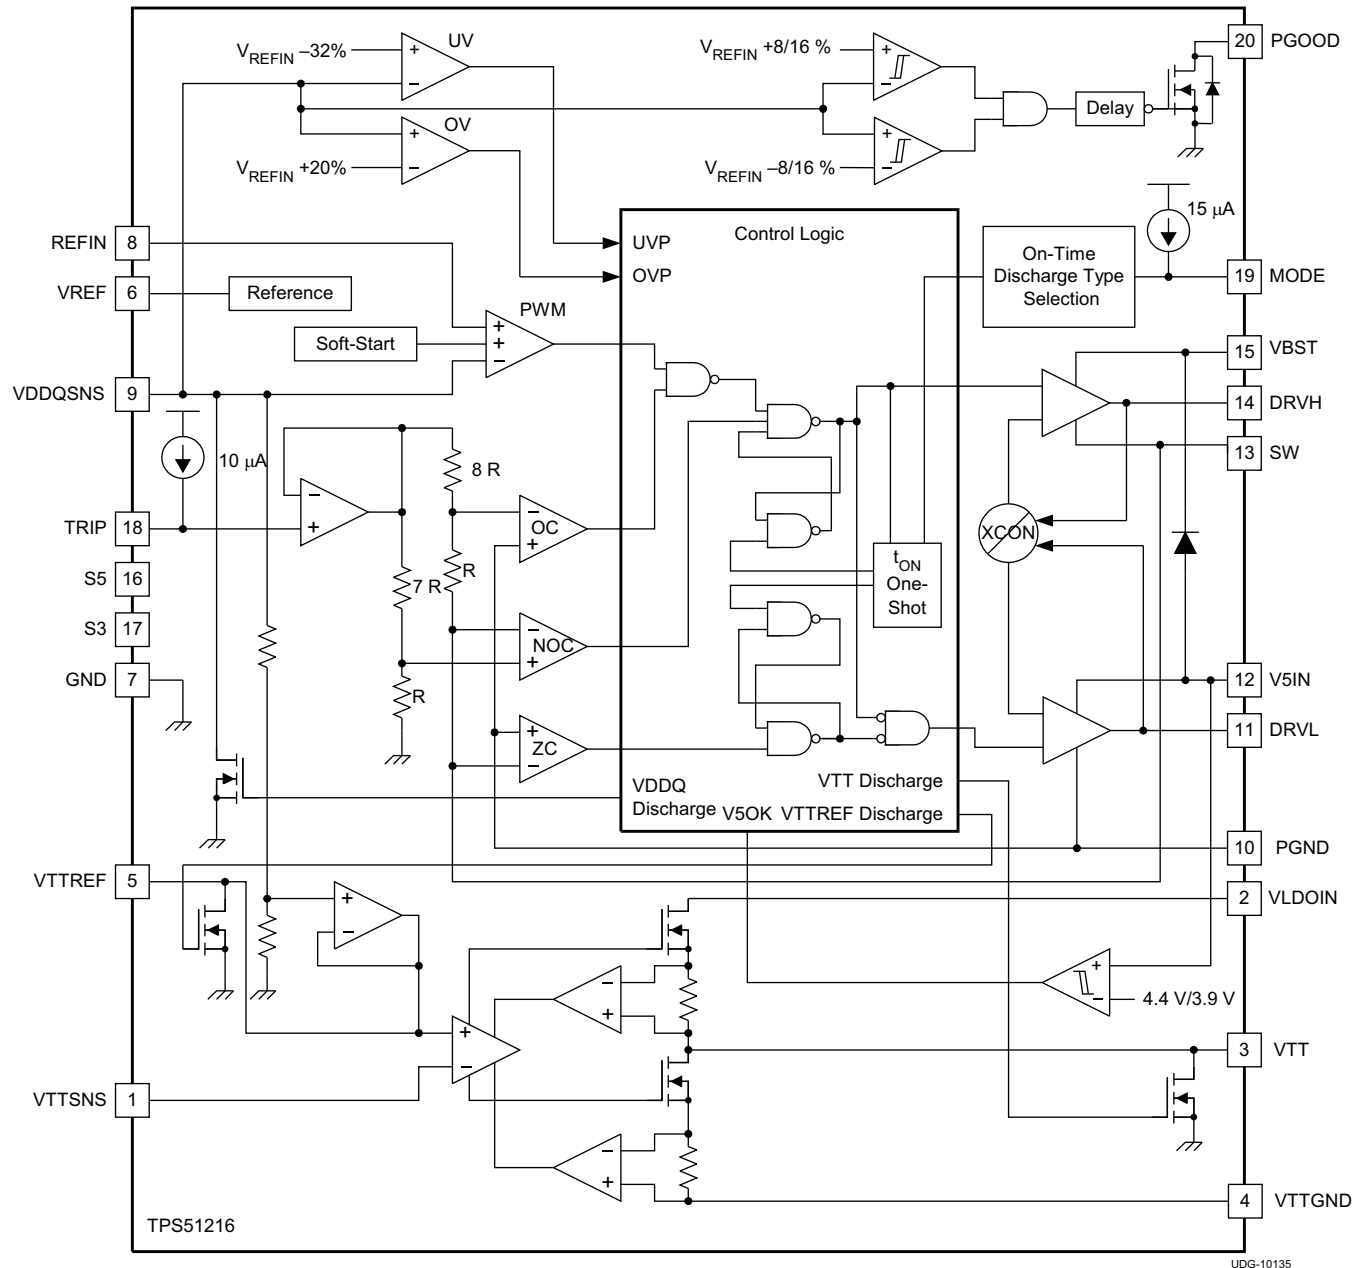 UV
V_REFIN –32%
V_REFIN +8/16 %
20 PGOOD
Delay
OV
V_REFIN +20%
V_REFIN –8/16 %
15 μA
REFIN 8
UVP
Control Logic
On-Time
Discharge Type
Selection
OVP
19 MODE
VREF 6
Reference
PWM
Soft-Start
15 VBST
VDDQSNS 9
14 DRVH
10 μA
8 R
13 SW
TRIP 18
OC
XCON
S5 16
7 R
R
t_ON
One-
Shot
S3 17
NOC
GND 7
R
12 V5IN
ZC
11 DRVL
VDDQ
Discharge
VTT Discharge
V5OK
VTTREF Discharge
10 PGND
VTTREF 5
2 VLDOIN
4.4 V/3.9 V
3 VTT
VTTSNS 1
4 VTTGND
TPS51216
UDG-10135
+
–